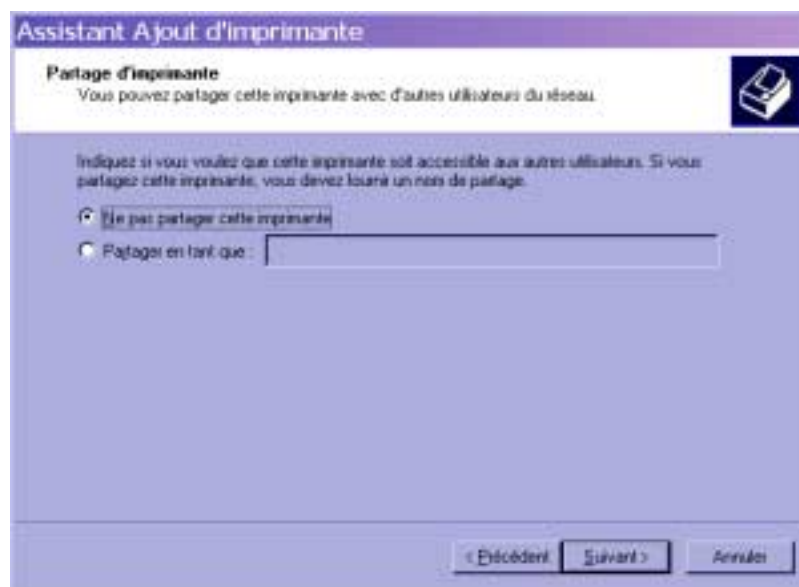 Assistant Ajout d'imprimante
Partage d'imprimante
Vous pouvez partager cette imprimante avec d'autres utilisateurs du réseau.
Indiquez si vous voulez que cette imprimante soit accessible aux autres utilisateurs. Si vous
partagez cette imprimante, vous devez fournir un nom de partage.
Ne pas partager cette imprimante
Partager en tant que :
< Précédent
Suivant >
Annuler